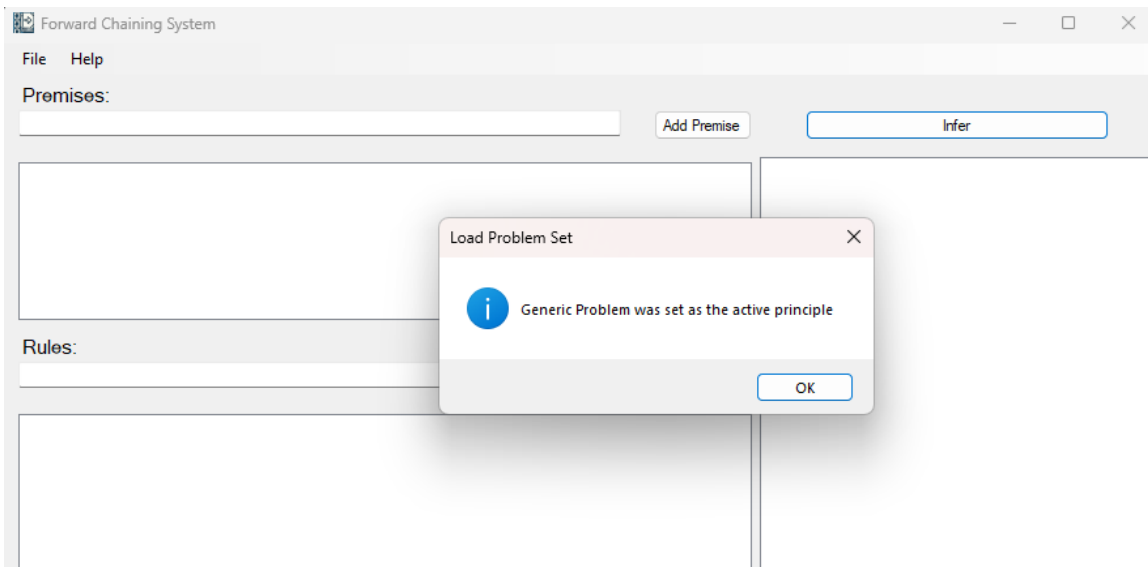 Forward Chaining System
File Help
Premises:
Add Premise Infer
Load Problem Set
Generic Problem was set as the active principle
Rules:
OK